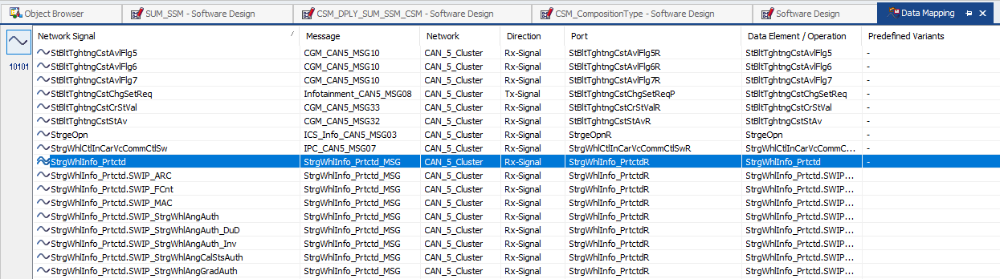 Object Browser SUM_SSM - Software Design CSM_DPLY_SUM_SSM_CSM - Software Design CSM_CompositionType - Software Design Software Design Data Mapping
Network Signal Message Network Direction Port Data Element / Operation Predefined Variants
StBltTghtngCstAvlFlg5 CGM_CAN5_MSG10 CAN_5_Cluster Rx-Signal StBltTghtngCstAvlFlg5R StBltTghtngCstAvlFlg5 -
10101 StBltTghtngCstAvlFlg6 CGM_CAN5_MSG10 CAN_5_Cluster Rx-Signal StBltTghtngCstAvlFlg6R StBltTghtngCstAvlFlg6 -
StBltTghtngCstAvlFlg7 CGM_CAN5_MSG10 CAN_5_Cluster Rx-Signal StBltTghtngCstAvlFlg7R StBltTghtngCstAvlFlg7 -
StBltTghtngCstChgSetReq Infotainment_CAN5_MSG08 CAN_5_Cluster Tx-Signal StBltTghtngCstChgSetReqP StBltTghtngCstChgSetReq -
StBltTghtngCstCrStVal CGM_CAN5_MSG33 CAN_5_Cluster Rx-Signal StBltTghtngCstCrStValR StBltTghtngCstCrStVal -
StBltTghtngCstStAv CGM_CAN5_MSG32 CAN_5_Cluster Rx-Signal StBltTghtngCstStAvR StBltTghtngCstStAv -
StrgeOpn ICS_Info_CAN5_MSG03 CAN_5_Cluster Rx-Signal StrgeOpnR StrgeOpn -
StrgWhlCtlInCarVcCommCtlSw IPC_CAN5_MSG07 CAN_5_Cluster Rx-Signal StrgWhlCtlInCarVcCommCtlSwR StrgWhlCtlInCarVcCommC... -
StrgWhlInfo_Prtctd StrgWhlInfo_Prtctd_MSG CAN_5_Cluster Rx-Signal StrgWhlInfo_PrtctdR StrgWhlInfo_Prtctd -
StrgWhlInfo_Prtctd.SWIP_ARC StrgWhlInfo_Prtctd_MSG CAN_5_Cluster Rx-Signal StrgWhlInfo_PrtctdR StrgWhlInfo_Prtctd.SWIP...
StrgWhlInfo_Prtctd.SWIP_FCnt StrgWhlInfo_Prtctd_MSG CAN_5_Cluster Rx-Signal StrgWhlInfo_PrtctdR StrgWhlInfo_Prtctd.SWIP...
StrgWhlInfo_Prtctd.SWIP_MAC StrgWhlInfo_Prtctd_MSG CAN_5_Cluster Rx-Signal StrgWhlInfo_PrtctdR StrgWhlInfo_Prtctd.SWIP...
StrgWhlInfo_Prtctd.SWIP_StrgWhlAngAuth StrgWhlInfo_Prtctd_MSG CAN_5_Cluster Rx-Signal StrgWhlInfo_PrtctdR StrgWhlInfo_Prtctd.SWIP...
StrgWhlInfo_Prtctd.SWIP_StrgWhlAngAuth_DuD StrgWhlInfo_Prtctd_MSG CAN_5_Cluster Rx-Signal StrgWhlInfo_PrtctdR StrgWhlInfo_Prtctd.SWIP...
StrgWhlInfo_Prtctd.SWIP_StrgWhlAngAuth_Inv StrgWhlInfo_Prtctd_MSG CAN_5_Cluster Rx-Signal StrgWhlInfo_PrtctdR StrgWhlInfo_Prtctd.SWIP...
StrgWhlInfo_Prtctd.SWIP_StrgWhlAngCalStsAuth StrgWhlInfo_Prtctd_MSG CAN_5_Cluster Rx-Signal StrgWhlInfo_PrtctdR StrgWhlInfo_Prtctd.SWIP...
StrgWhlInfo_Prtctd.SWIP_StrgWhlAngGradAuth StrgWhlInfo_Prtctd_MSG CAN_5_Cluster Rx-Signal StrgWhlInfo_PrtctdR StrgWhlInfo_Prtctd.SWIP...